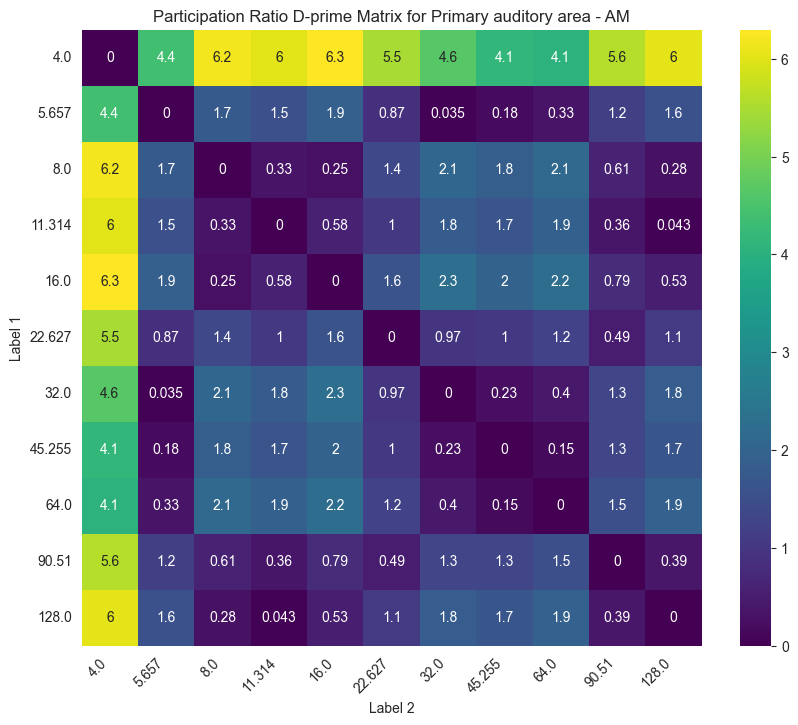 Participation Ratio D-prime Matrix for Primary auditory area - AM
4.0 0 4.4 6.2 6 6.3 5.5 4.6 4.1 4.1 5.6 6
5.657 4.4 0 1.7 1.5 1.9 0.87 0.035 0.18 0.33 1.2 1.6
8.0 6.2 1.7 0 0.33 0.25 1.4 2.1 1.8 2.1 0.61 0.28
11.314 6 1.5 0.33 0 0.58 1 1.8 1.7 1.9 0.36 0.043
16.0 6.3 1.9 0.25 0.58 0 1.6 2.3 2 2.2 0.79 0.53
22.627 5.5 0.87 1.4 1 1.6 0 0.97 1 1.2 0.49 1.1
32.0 4.6 0.035 2.1 1.8 2.3 0.97 0 0.23 0.4 1.3 1.8
45.255 4.1 0.18 1.8 1.7 2 1 0.23 0 0.15 1.3 1.7
64.0 4.1 0.33 2.1 1.9 2.2 1.2 0.4 0.15 0 1.5 1.9
90.51 5.6 1.2 0.61 0.36 0.79 0.49 1.3 1.3 1.5 0 0.39
128.0 6 1.6 0.28 0.043 0.53 1.1 1.8 1.7 1.9 0.39 0
4.0 5.657 8.0 11.314 16.0 22.627 32.0 45.255 64.0 90.51 128.0
Label 2
Label 1
6
5
4
3
2
1
0